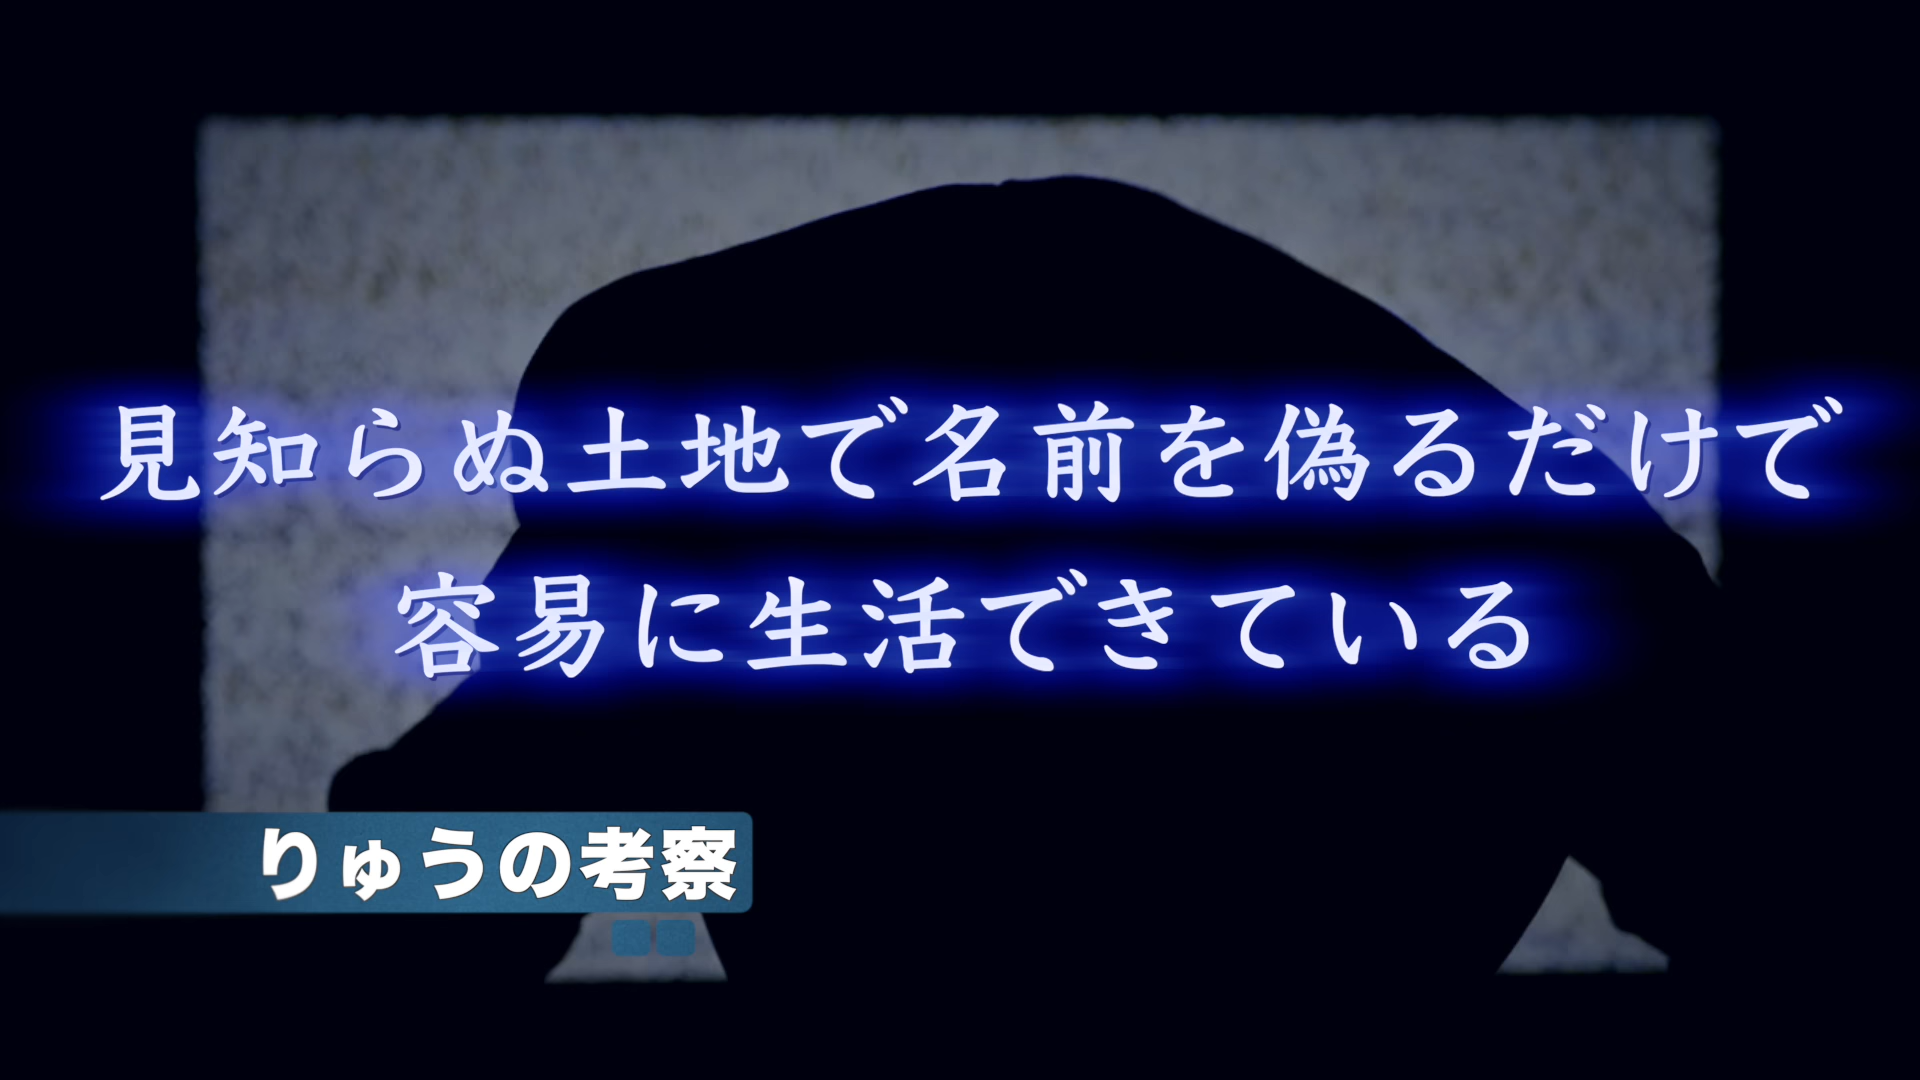 見知らぬ土地で名前を偽るだけで
容易に生活できている
りゅうの考察